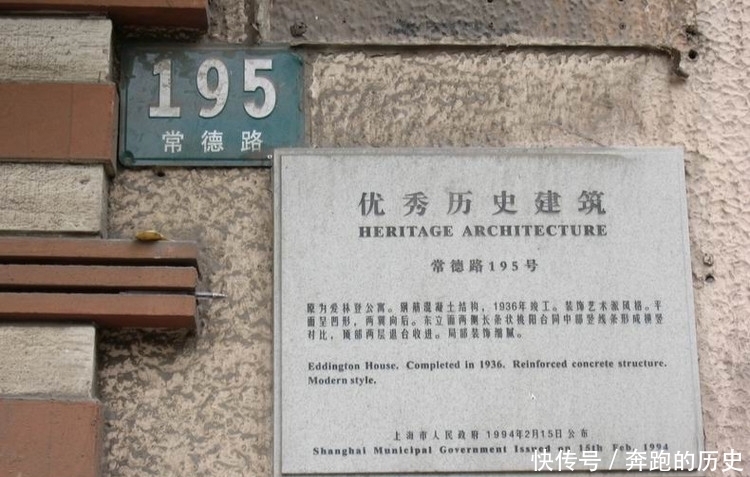 195
常德路
优秀历史建筑
HERITAGE ARCHITECTURE
常德路195号
原为爱林登公寓。钢筋混凝土结构，1936年竣工。装饰艺术派风格。平
面呈凹形，两翼向后。东立面两侧长条状挑阳台同中部竖线条形成横竖
对比，顶部两层退台收进。局部装饰细腻。
Eddington House. Completed in 1936. Reinforced concrete structure.
Modern style.
上海市人民政府 1994年2月15日公布
Shanghai Municipal Government Issued on 15th Feb. 1994
快传号 / 奔跑的历史